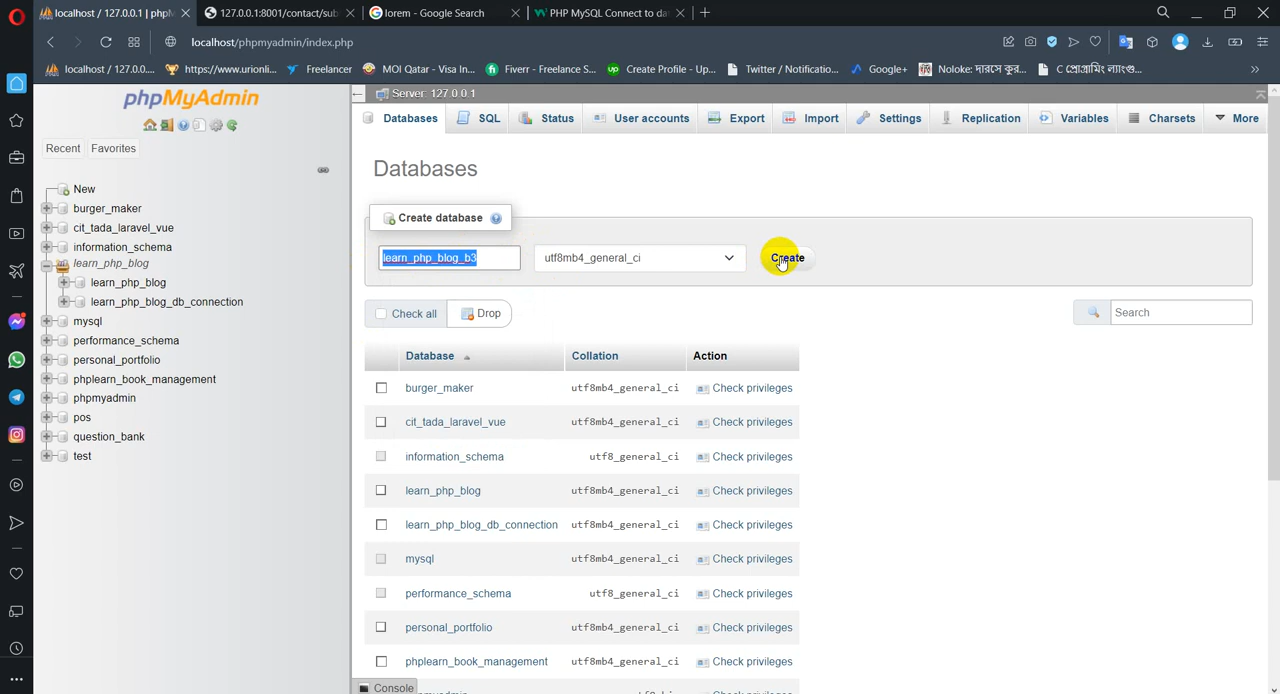 localhost / 127.0.0.1 | phpM
127.0.0.1:8001/contact/sub
lorem - Google Search
PHP MySQL Connect to da
localhost/phpmyadmin/index.php
localhost / 127.0.0....
https://www.urionli...
Freelancer
MOI Qatar - Visa In...
Fiverr - Freelance S...
Create Profile - Up...
Twitter / Notificatio...
Google+
Noloke: দারসে কুর...
C প্রোগ্রামিং ল্যাংগু...
phpMyAdmin
Recent
Favorites
New
burger_maker
cit_tada_laravel_vue
information_schema
learn_php_blog
learn_php_blog
learn_php_blog_db_connection
mysql
performance_schema
personal_portfolio
phplearn_book_management
phpmyadmin
pos
question_bank
test
Server: 127.0.0.1
Databases
SQL
Status
User accounts
Export
Import
Settings
Replication
Variables
Charsets
More
Databases
Create database
learn_php_blog_b3
utf8mb4_general_ci
Create
Check all
Drop
Search
Database
Collation
Action
burger_maker utf8mb4_general_ci Check privileges
cit_tada_laravel_vue utf8mb4_general_ci Check privileges
information_schema utf8_general_ci Check privileges
learn_php_blog utf8mb4_general_ci Check privileges
learn_php_blog_db_connection utf8mb4_general_ci Check privileges
mysql utf8mb4_general_ci Check privileges
performance_schema utf8_general_ci Check privileges
personal_portfolio utf8mb4_general_ci Check privileges
phplearn_book_management utf8mb4_general_ci Check privileges
Console